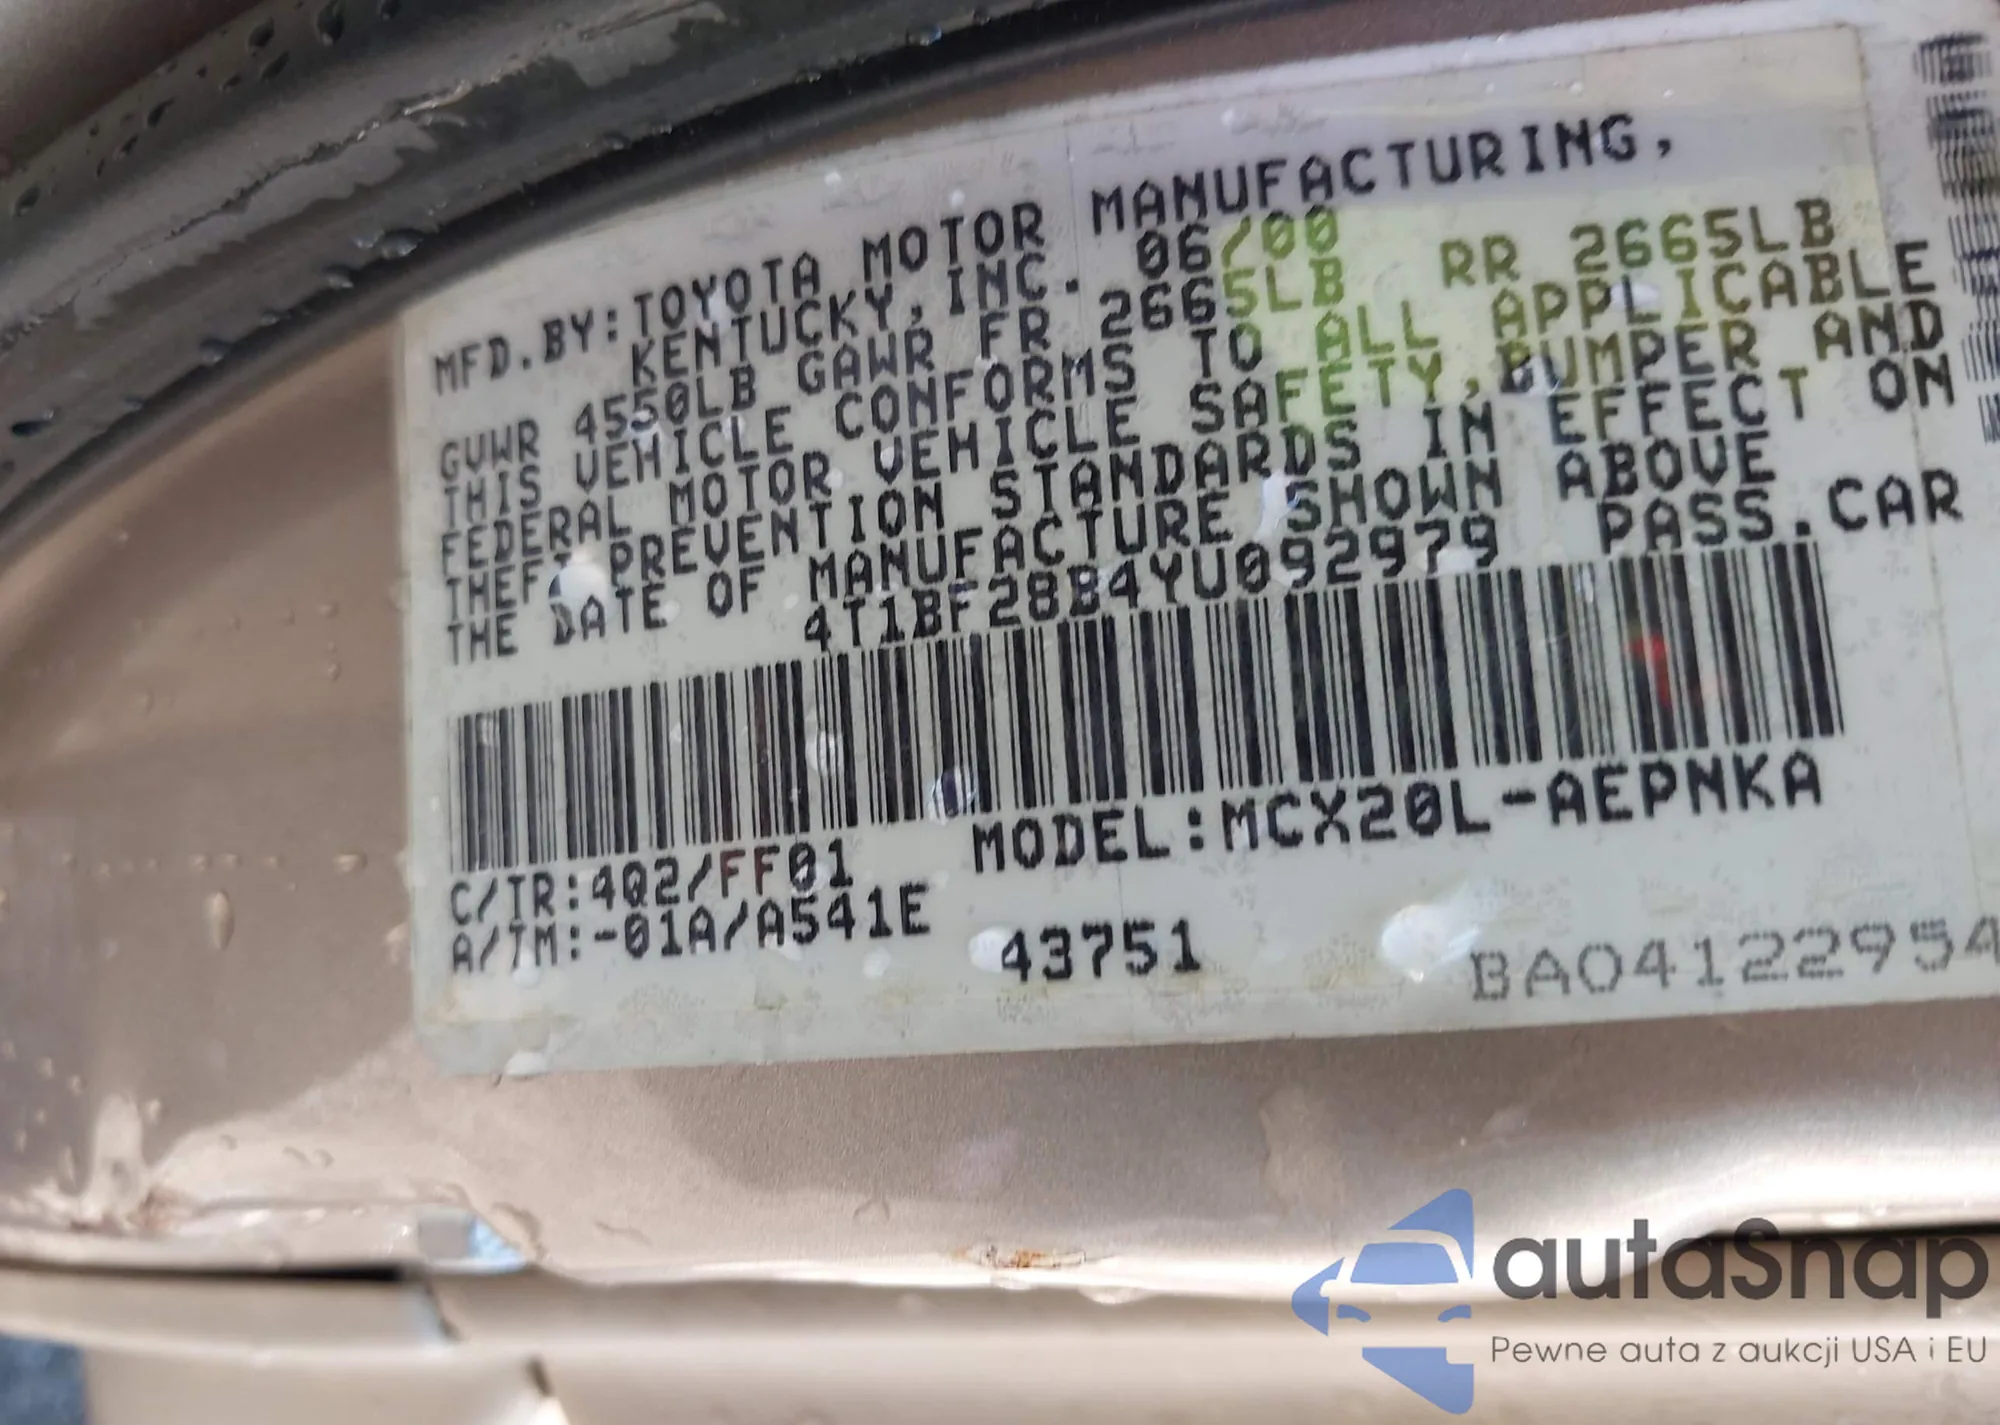 MFD.BY:TOYOTA MOTOR MANUFACTURING,
KENTUCKY,INC. 06/00
GVWR 4550LB GAWR FR 2665LB RR 2665LB
THIS VEHICLE CONFORMS TO ALL APPLICABLE
FEDERAL MOTOR VEHICLE SAFETY,BUMPER AND
THEFT PREVENTION STANDARDS IN EFFECT ON
THE DATE OF MANUFACTURE SHOWN ABOVE
4T1BF28B4YU092979 PASS.CAR
C/TR:4Q2/FF01 MODEL:MCX20L-AEPNKA
A/TM:-01A/A541E
43751
BA04122954
autaSnap
Pewne auta z aukcji USA i EU